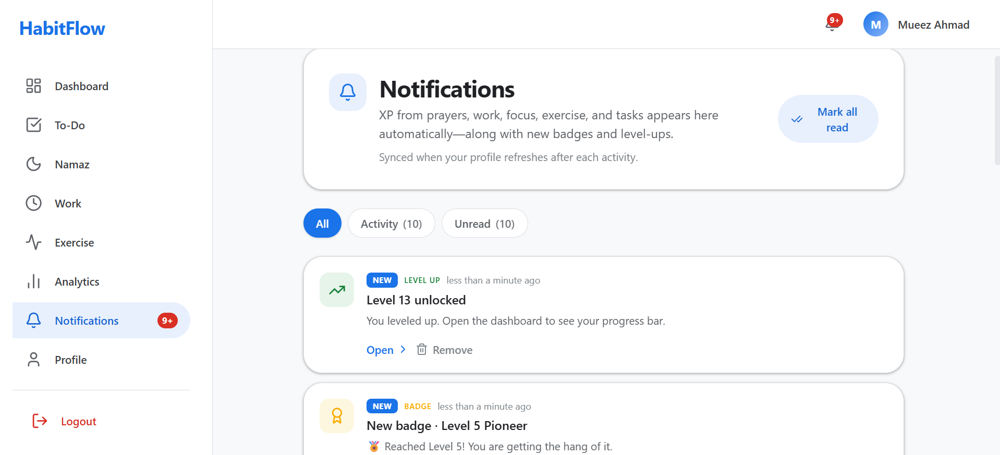 HabitFlow
Dashboard
To-Do
Namaz
Work
Exercise
Analytics
Notifications 9+
Profile
Logout
9+
M
Mueez Ahmad
Notifications
XP from prayers, work, focus, exercise, and tasks appears here
automatically—along with new badges and level-ups.
Synced when your profile refreshes after each activity.
Mark all
read
All
Activity (10)
Unread (10)
NEW LEVEL UP less than a minute ago
Level 13 unlocked
You leveled up. Open the dashboard to see your progress bar.
Open Remove
NEW BADGE less than a minute ago
New badge · Level 5 Pioneer
🏅 Reached Level 5! You are getting the hang of it.